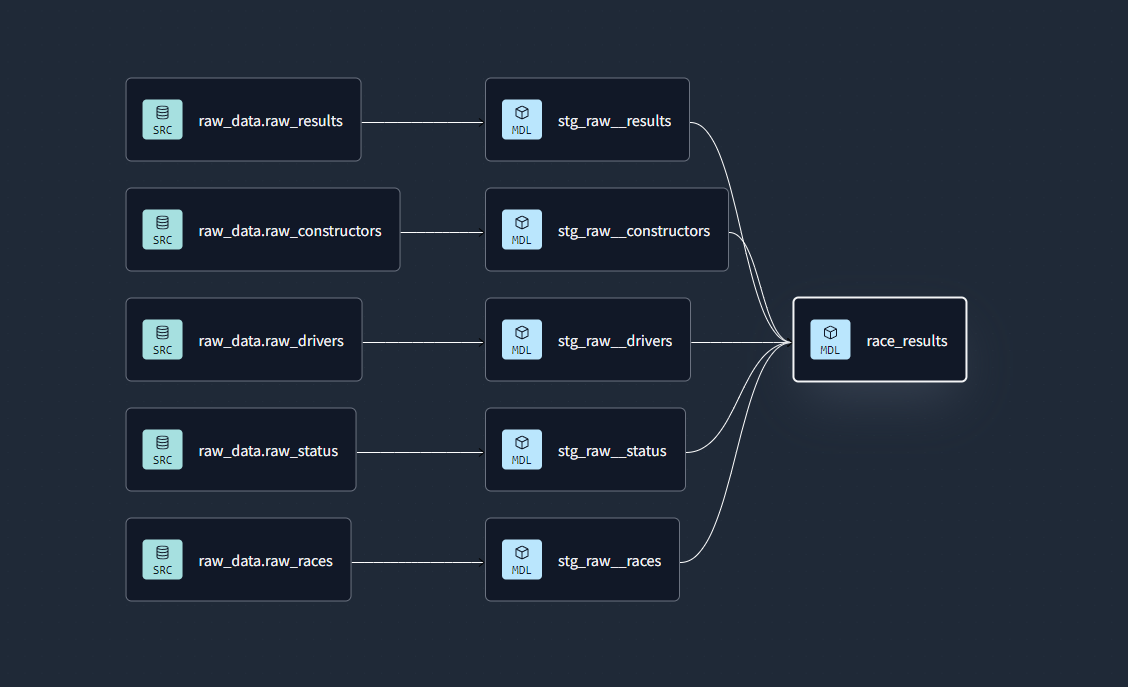 SRC raw_data.raw_results
MDL stg_raw__results
SRC raw_data.raw_constructors
MDL stg_raw__constructors
SRC raw_data.raw_drivers
MDL stg_raw__drivers
MDL race_results
SRC raw_data.raw_status
MDL stg_raw__status
SRC raw_data.raw_races
MDL stg_raw__races